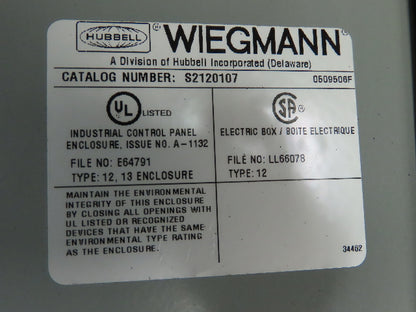 HUBBELL
WIEGMANN
A Division of Hubbell Incorporated (Delaware)
CATALOG NUMBER: S2120107 0509506F
UL LISTED
INDUSTRIAL CONTROL PANEL
ENCLOSURE, ISSUE NO. A-1132
FILE NO: E64791
TYPE: 12, 13 ENCLOSURE
SA
ELECTRIC BOX / BOITE ELECTRIQUE
FILE NO: LL66078
TYPE: 12
MAINTAIN THE ENVIRONMENTAL
INTEGRITY OF THIS ENCLOSURE
BY CLOSING ALL OPENINGS WITH
UL LISTED OR RECOGNIZED
DEVICES THAT HAVE THE SAME
ENVIRONMENTAL TYPE RATING
AS THE ENCLOSURE.
34462